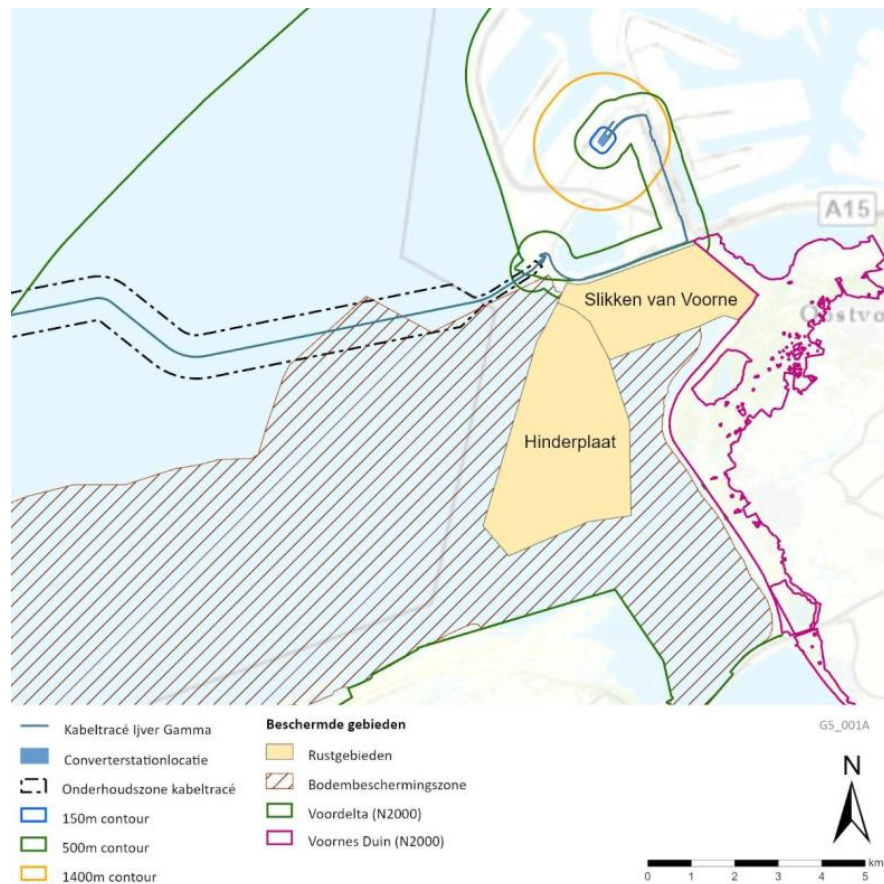 A15
Slikken van Voorne
Hinderplaat
Kabeltracé IJver Gamma
Converterstationlocatie
Onderhoudszone kabeltracé
150m contour
500m contour
1400m contour
Beschermde gebieden
Rustgebieden
Bodembeschermingszone
Voordelta (N2000)
Voornes Duin (N2000)
G5_001A
N
km
0 1 2 3 4 5